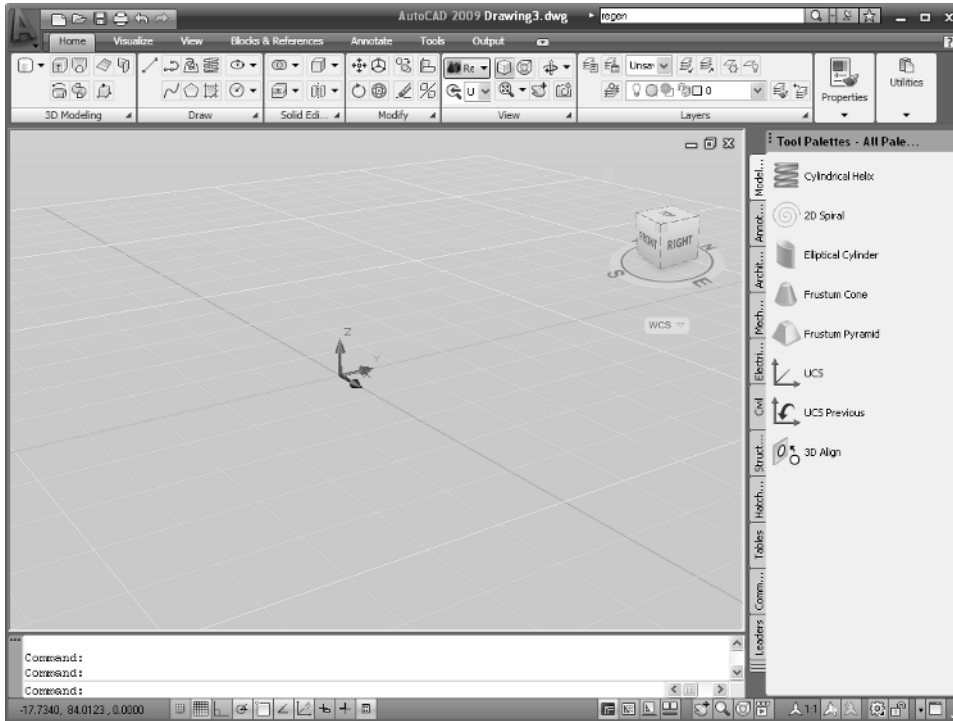 AutoCAD 2009 Drawing3.dwg
regen
Home Visualize View Blocks & References Annotate Tools Output
Re
Unsa
U
0
Properties
Utilities
3D Modeling Draw Solid Edi... Modify View Layers
Tool Palettes - All Pale...
Model...
Annot...
Archit...
Mech...
Electri...
Civil
Struct...
Hatch...
Tables
Comm...
Leaders
Cylindrical Helix
2D Spiral
Elliptical Cylinder
Frustum Cone
Frustum Pyramid
UCS
UCS Previous
3D Align
FRONT RIGHT
S E
WCS
Z
Y
Command:
Command:
Command:
-17.7340, 84.0123, 0.0000
1:1